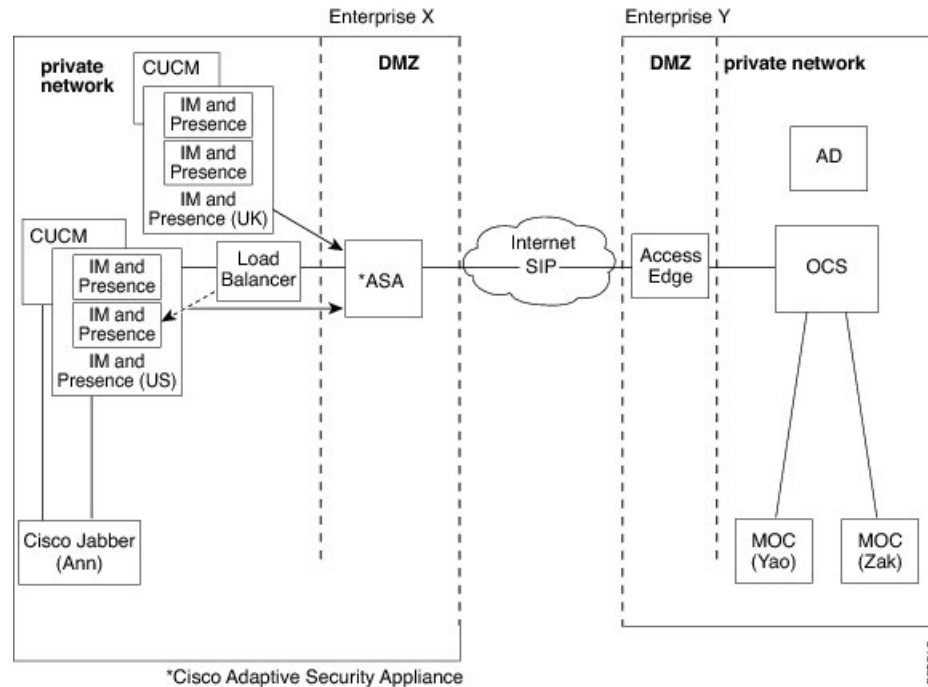 Enterprise X
Enterprise Y
private
network
DMZ
DMZ
private network
CUCM
IM and
Presence
IM and
Presence
IM and
Presence (UK)
AD
CUCM
IM and
Presence
IM and
Presence
IM and
Presence (US)
Load
Balancer
*ASA
Internet
SIP
Access
Edge
OCS
Cisco Jabber
(Ann)
MOC
(Yao)
MOC
(Zak)
*Cisco Adaptive Security Appliance